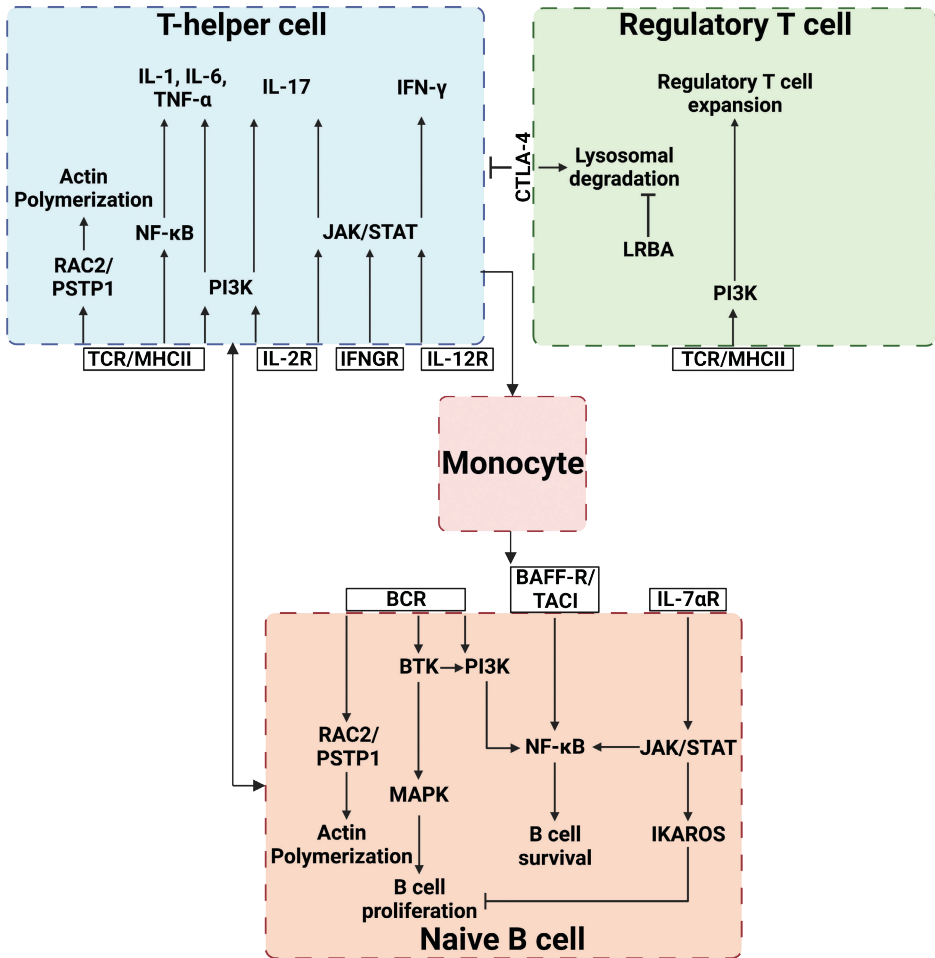 T-helper cell
IL-1, IL-6,
TNF-α
IL-17
IFN-γ
Actin
Polymerization
NF-κB
JAK/STAT
RAC2/
PSTP1
PI3K
TCR/MHCII
IL-2R
IFNGR
IL-12R
CTLA-4
Regulatory T cell
Regulatory T cell
expansion
Lysosomal
degradation
LRBA
PI3K
TCR/MHCII
Monocyte
BCR
BAFF-R/
TACI
IL-7αR
BTK
PI3K
RAC2/
PSTP1
NF-κB
JAK/STAT
MAPK
Actin
Polymerization
B cell
survival
IKAROS
B cell
proliferation
Naive B cell